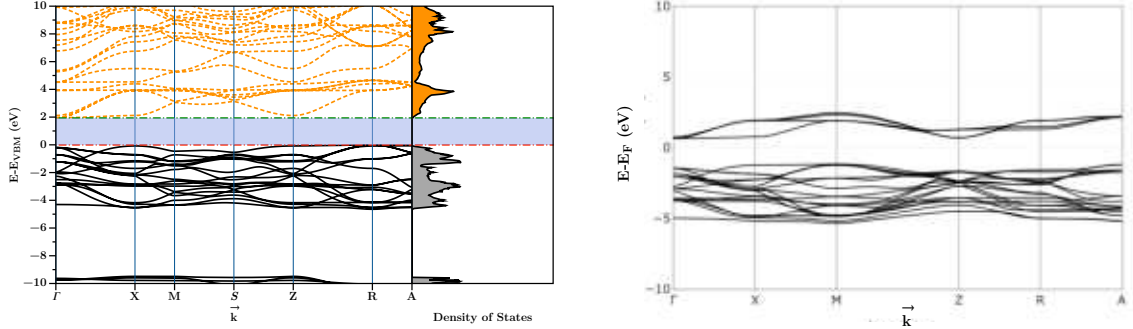 10
8
6
4
2
0
−2
−4
−6
−8
−10
E-E_VBM (eV)
Γ X M S Z R A
k
Density of States
10
5
0
−5
−10
E-E_F (eV)
Γ X M Z R A
k